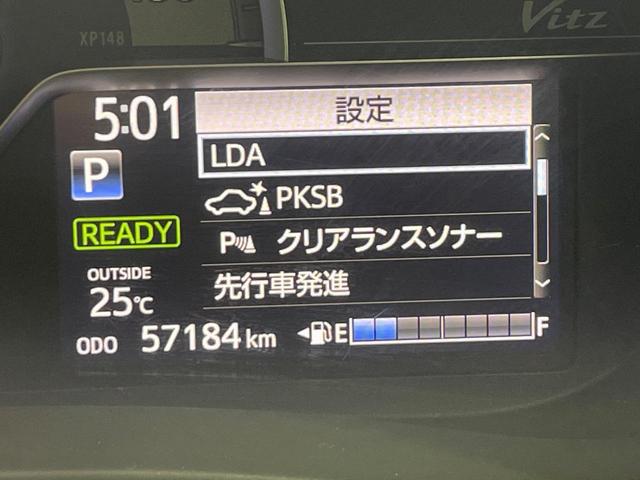 XP148
Vitz
5:01
設定
LDA
P
PKSB
READY
P クリアランスソナー
OUTSIDE
25℃
先行車発進
ODO 57184 km
E F